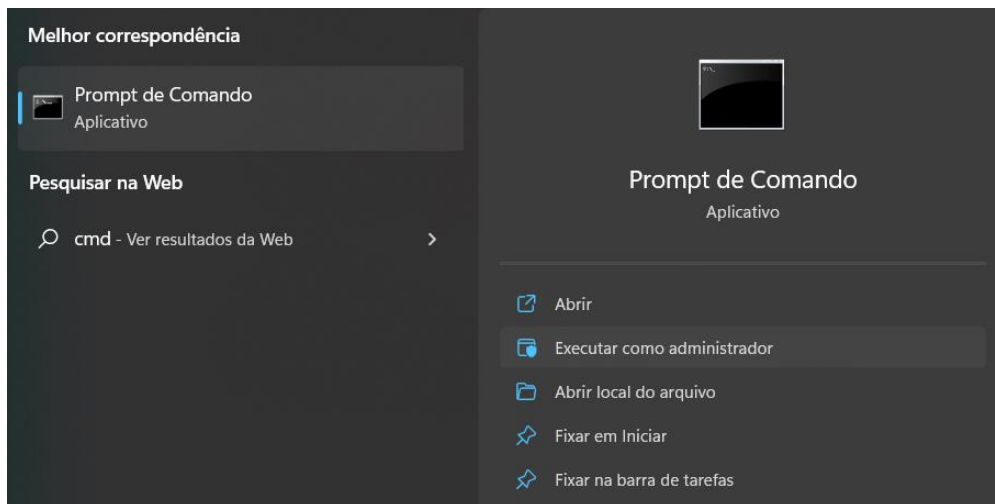 Melhor correspondência
Prompt de Comando
Aplicativo
Pesquisar na Web
cmd - Ver resultados da Web
Prompt de Comando
Aplicativo
Abrir
Executar como administrador
Abrir local do arquivo
Fixar em Iniciar
Fixar na barra de tarefas